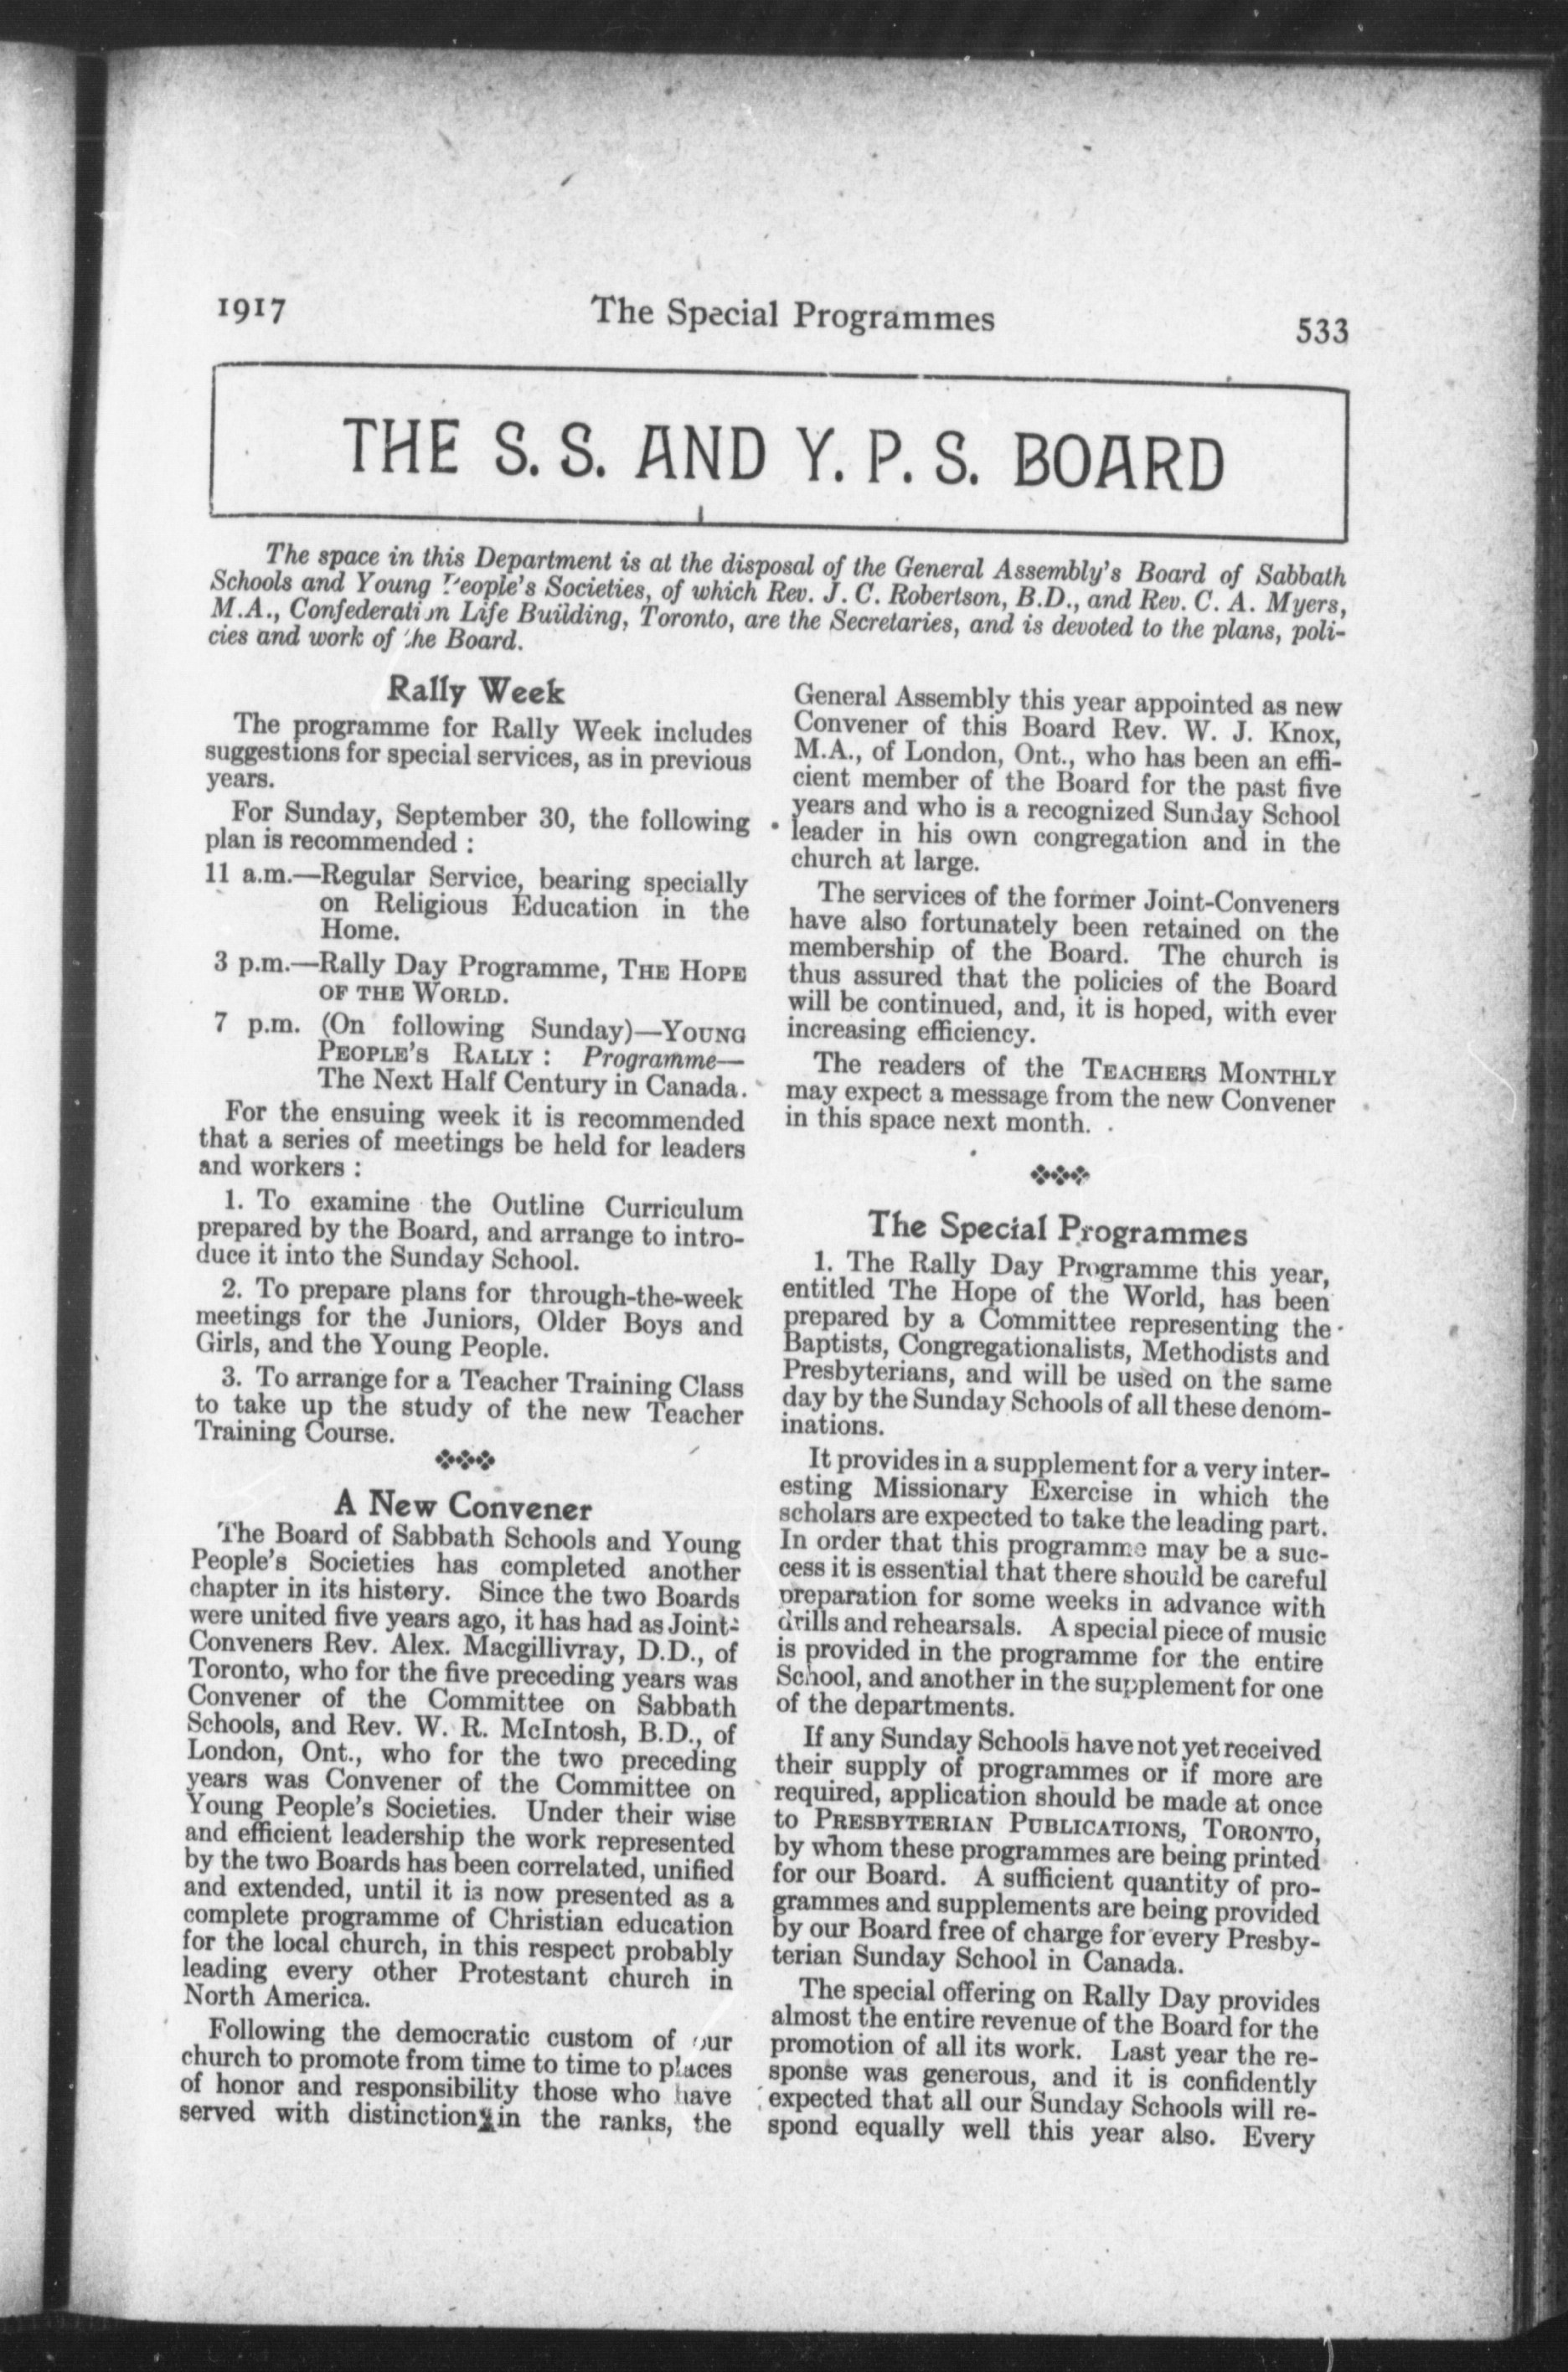 1917
The Special Programmes
533
THE S. S. AND Y. P. S. BOARD
The space in this Department is at the disposal of the General Assembly's Board of Sabbath
Schools and Young People's Societies, of which Rev. J. C. Robertson, B.D., and Rev. C. A. Myers,
M.A., Confederation Life Building, Toronto, are the Secretaries, and is devoted to the plans, poli-
cies and work of the Board.
Rally Week
The programme for Rally Week includes
suggestions for special services, as in previous
years.
For Sunday, September 30, the following
plan is recommended :
11 a.m.—Regular Service, bearing specially
on Religious Education in the
Home.
3 p.m.—Rally Day Programme, THE HOPE
OF THE WORLD.
7 p.m. (On following Sunday)—YOUNG
PEOPLE'S RALLY : Programme—
The Next Half Century in Canada.
For the ensuing week it is recommended
that a series of meetings be held for leaders
and workers :
1. To examine the Outline Curriculum
prepared by the Board, and arrange to intro-
duce it into the Sunday School.
2. To prepare plans for through-the-week
meetings for the Juniors, Older Boys and
Girls, and the Young People.
3. To arrange for a Teacher Training Class
to take up the study of the new Teacher
Training Course.
A New Convener
The Board of Sabbath Schools and Young
People's Societies has completed another
chapter in its history. Since the two Boards
were united five years ago, it has had as Joint-
Conveners Rev. Alex. Macgillivray, D.D., of
Toronto, who for the five preceding years was
Convener of the Committee on Sabbath
Schools, and Rev. W. R. McIntosh, B.D., of
London, Ont., who for the two preceding
years was Convener of the Committee on
Young People's Societies. Under their wise
and efficient leadership the work represented
by the two Boards has been correlated, unified
and extended, until it is now presented as a
complete programme of Christian education
for the local church, in this respect probably
leading every other Protestant church in
North America.
Following the democratic custom of our
church to promote from time to time to places
of honor and responsibility those who have
served with distinction in the ranks, the
General Assembly this year appointed as new
Convener of this Board Rev. W. J. Knox,
M.A., of London, Ont., who has been an effi-
cient member of the Board for the past five
years and who is a recognized Sunday School
leader in his own congregation and in the
church at large.
The services of the former Joint-Conveners
have also fortunately been retained on the
membership of the Board. The church is
thus assured that the policies of the Board
will be continued, and, it is hoped, with ever
increasing efficiency.
The readers of the TEACHERS MONTHLY
may expect a message from the new Convener
in this space next month.
The Special Programmes
1. The Rally Day Programme this year,
entitled The Hope of the World, has been
prepared by a Committee representing the
Baptists, Congregationalists, Methodists and
Presbyterians, and will be used on the same
day by the Sunday Schools of all these denom-
inations.
It provides in a supplement for a very inter-
esting Missionary Exercise in which the
scholars are expected to take the leading part.
In order that this programme may be a suc-
cess it is essential that there should be careful
preparation for some weeks in advance with
drills and rehearsals. A special piece of music
is provided in the programme for the entire
School, and another in the supplement for one
of the departments.
If any Sunday Schools have not yet received
their supply of programmes or if more are
required, application should be made at once
to PRESBYTERIAN PUBLICATIONS, TORONTO,
by whom these programmes are being printed
for our Board. A sufficient quantity of pro-
grammes and supplements are being provided
by our Board free of charge for every Presby-
terian Sunday School in Canada.
The special offering on Rally Day provides
almost the entire revenue of the Board for the
promotion of all its work. Last year the re-
sponse was generous, and it is confidently
expected that all our Sunday Schools will re-
spond equally well this year also. Every